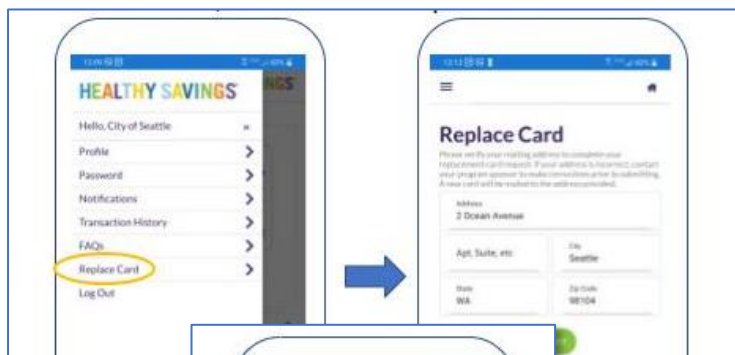 HEALTHY SAVINGS
NGS
Hello, City of Seattle
Profile
Password
Notifications
Transaction History
FAQs
Replace Card
Log Out
Replace Card
Please verify your mailing address to complete your
replacement card request. If your address is incorrect, contact
your program sponsor to make corrections prior to submitting.
A new card will be mailed to the address provided.
Address
2 Ocean Avenue
Apt, Suite, etc
City
Seattle
State
WA
Zip Code
98104